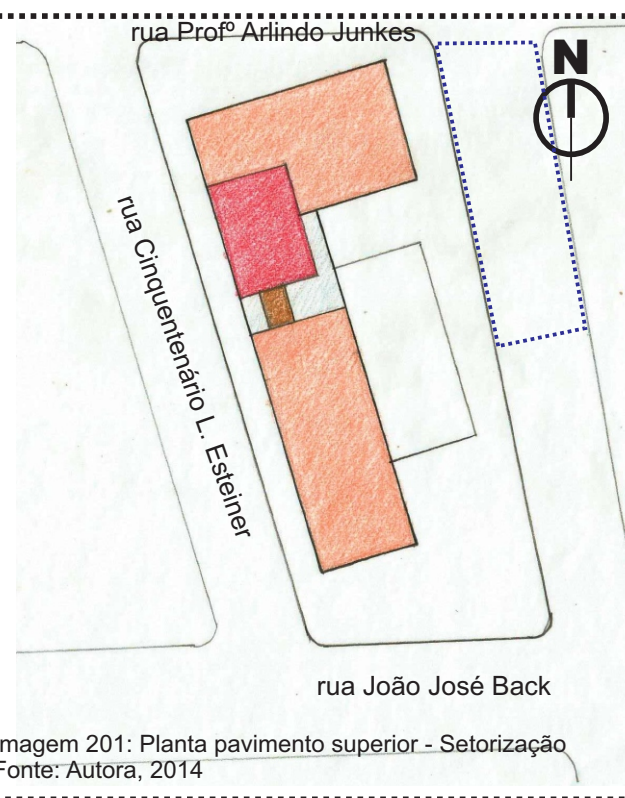 rua Profº Arlindo Junkes
N
rua Cinquentenário L. Esteiner
rua João José Back
magem 201: Planta pavimento superior - Setorização
Fonte: Autora, 2014